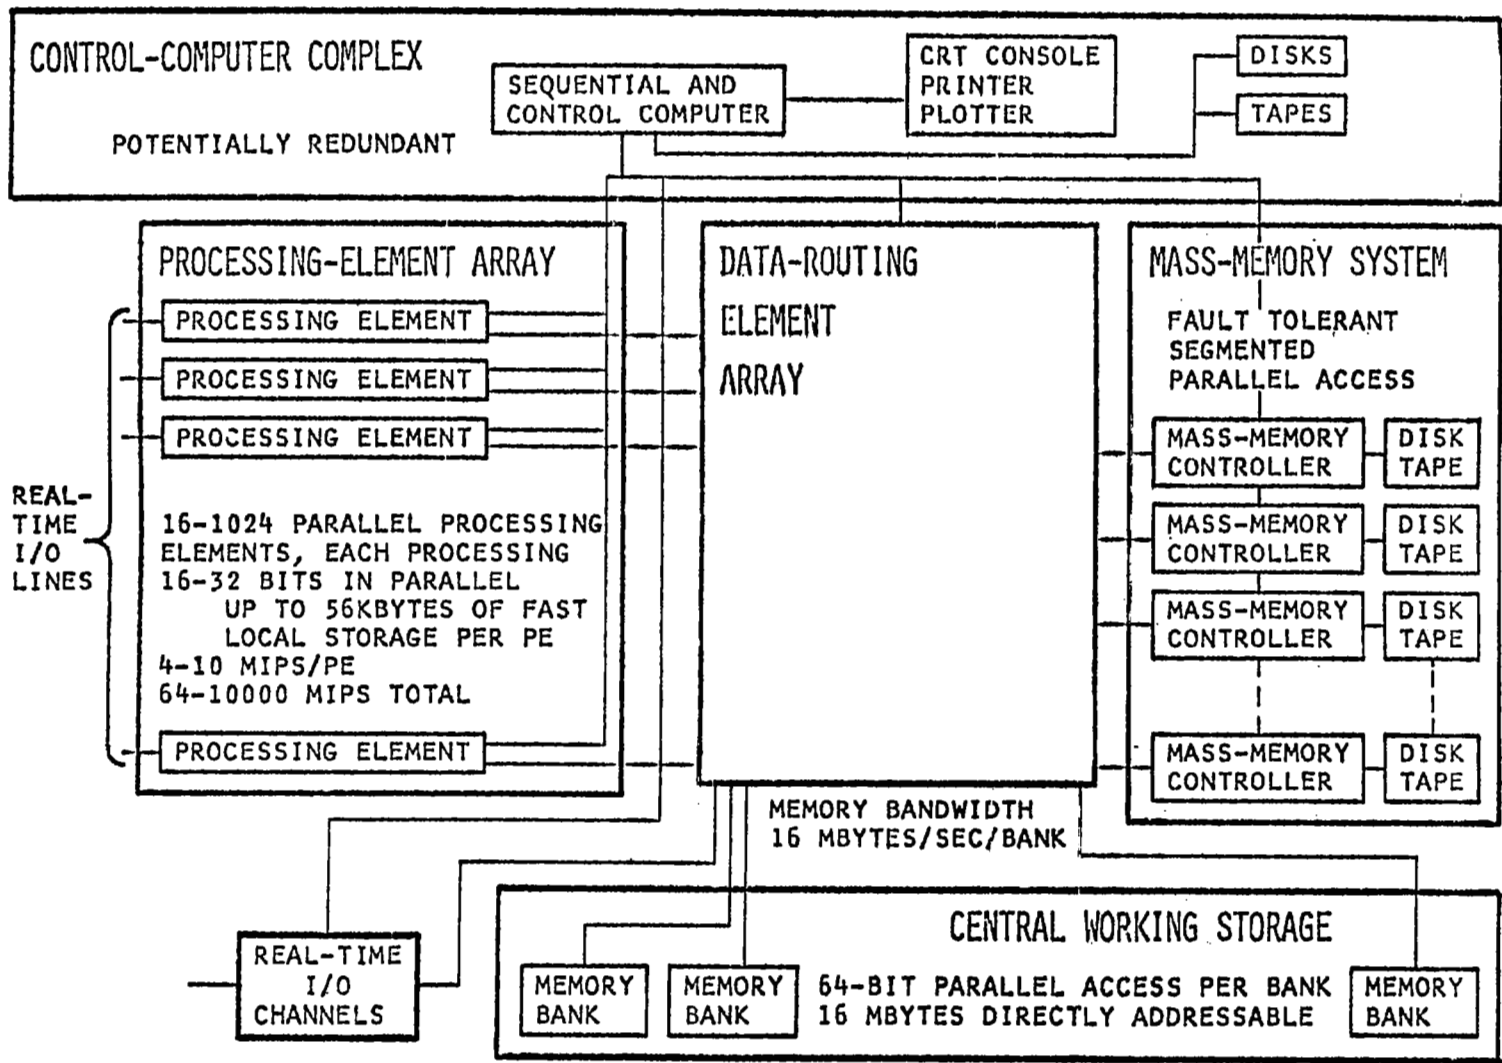 CONTROL-COMPUTER COMPLEX
POTENTIALLY REDUNDANT
SEQUENTIAL AND
CONTROL COMPUTER
CRT CONSOLE
PRINTER
PLOTTER
DISKS
TAPES
PROCESSING-ELEMENT ARRAY
PROCESSING ELEMENT
PROCESSING ELEMENT
PROCESSING ELEMENT
REAL-
TIME
I/O
LINES
16-1024 PARALLEL PROCESSING
ELEMENTS, EACH PROCESSING
16-32 BITS IN PARALLEL
UP TO 56KBYTES OF FAST
LOCAL STORAGE PER PE
4-10 MIPS/PE
64-10000 MIPS TOTAL
PROCESSING ELEMENT
DATA-ROUTING
ELEMENT
ARRAY
MASS-MEMORY SYSTEM
FAULT TOLERANT
SEGMENTED
PARALLEL ACCESS
MASS-MEMORY
CONTROLLER
DISK
TAPE
MASS-MEMORY
CONTROLLER
DISK
TAPE
MASS-MEMORY
CONTROLLER
DISK
TAPE
MASS-MEMORY
CONTROLLER
DISK
TAPE
MEMORY BANDWIDTH
16 MBYTES/SEC/BANK
REAL-TIME
I/O
CHANNELS
CENTRAL WORKING STORAGE
MEMORY
BANK
MEMORY
BANK
64-BIT PARALLEL ACCESS PER BANK
16 MBYTES DIRECTLY ADDRESSABLE
MEMORY
BANK